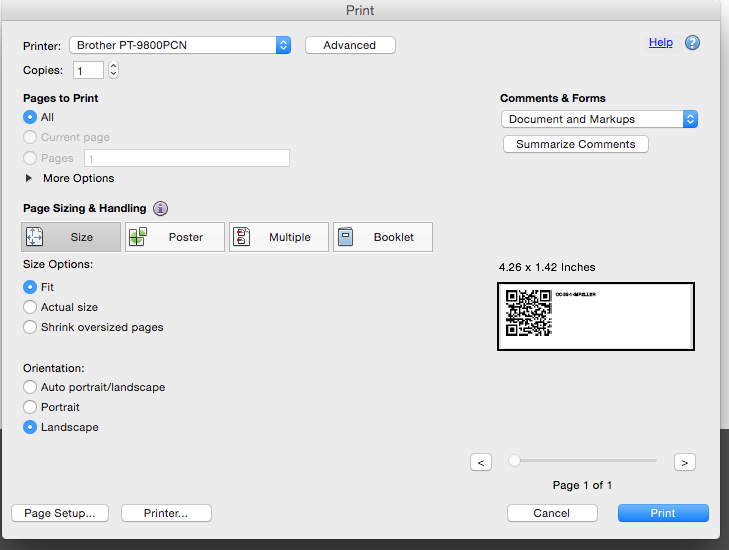 Print
Printer: Brother PT-9800PCN Advanced Help ?
Copies: 1
Pages to Print
All
Current page
Pages 1
More Options
Comments & Forms
Document and Markups
Summarize Comments
Page Sizing & Handling i
Size Poster Multiple Booklet
Size Options:
Fit
Actual size
Shrink oversized pages
Orientation:
Auto portrait/landscape
Portrait
Landscape
4.26 x 1.42 Inches
< >
Page 1 of 1
Page Setup... Printer... Cancel Print